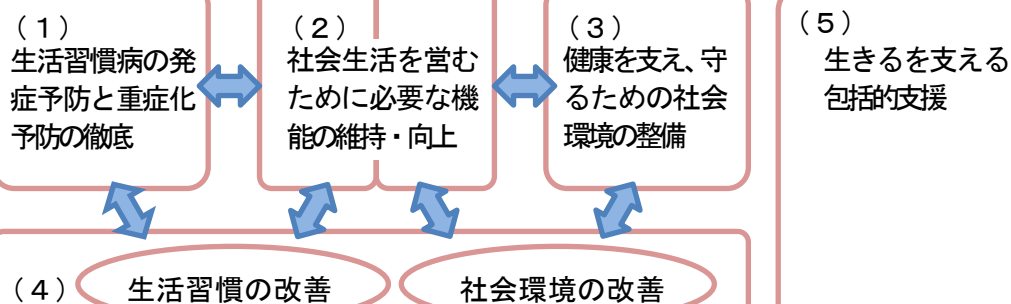 （１）
生活習慣病の発
症予防と重症化
予防の徹底
（２）
社会生活を営む
ために必要な機
能の維持・向上
（３）
健康を支え、守
るための社会
環境の整備
（５）
生きるを支える
包括的支援
（４）
生活習慣の改善
社会環境の改善